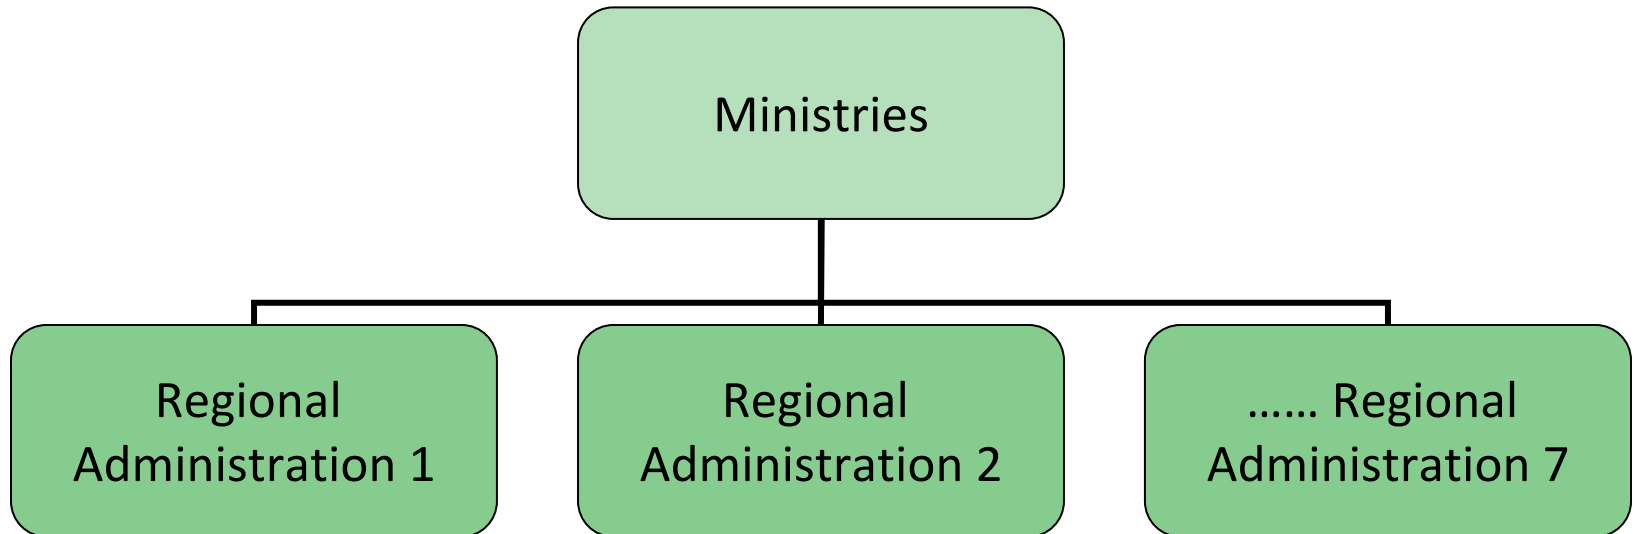 Ministries
Regional
Administration 1
Regional
Administration 2
...... Regional
Administration 7